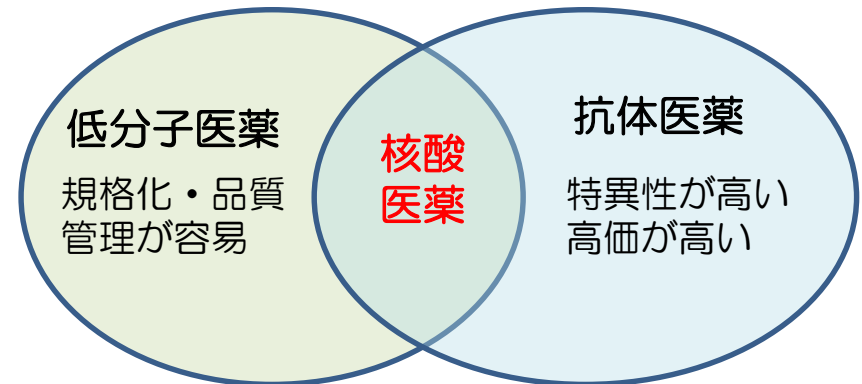 低分子医薬
規格化・品質
管理が容易
核酸
医薬
抗体医薬
特異性が高い
高価が高い